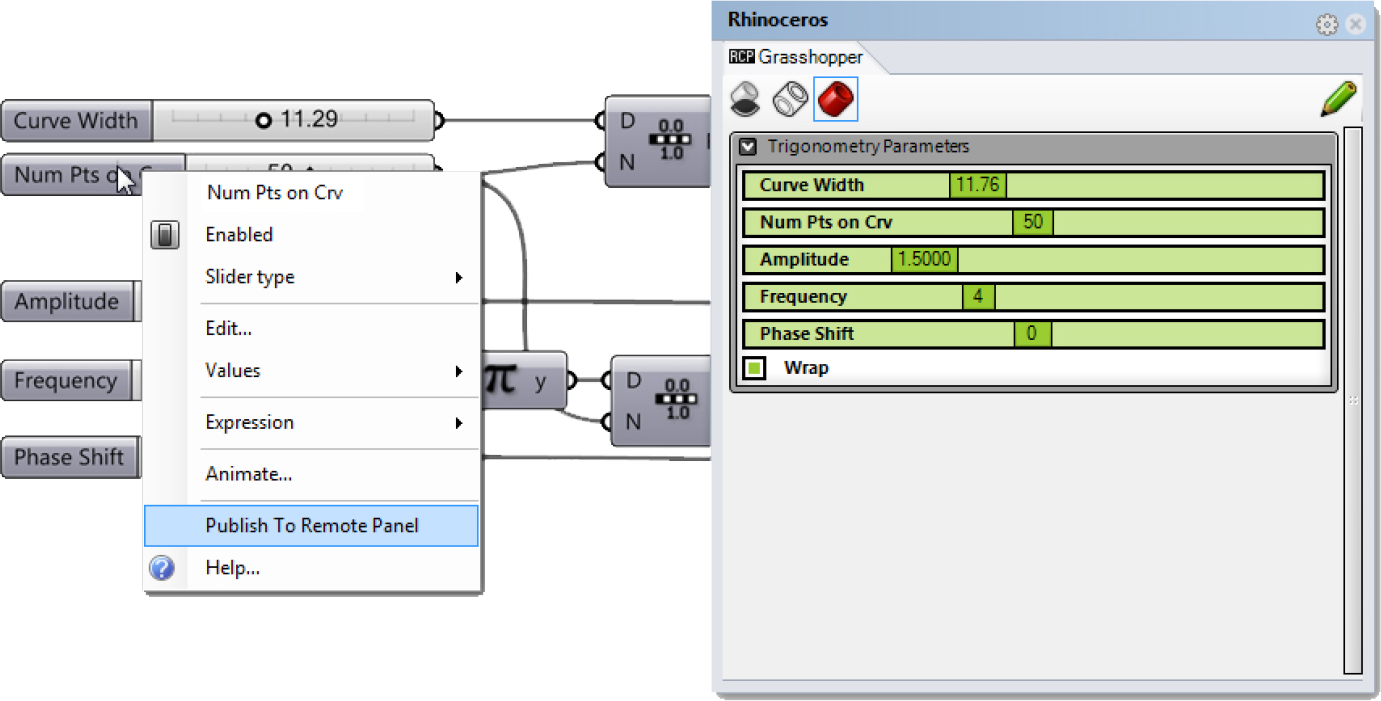 Curve Width
11.29
Num Pts on C
50
D
0.0
1.0
N
Amplitude
Frequency
Phase Shift
Num Pts on Crv
Enabled
Slider type
Edit...
Values
Expression
Animate...
Publish To Remote Panel
? Help...
π y
D
0.0
1.0
N
Rhinoceros
RCP Grasshopper
Trigonometry Parameters
Curve Width 11.76
Num Pts on Crv 50
Amplitude 1.5000
Frequency 4
Phase Shift 0
Wrap